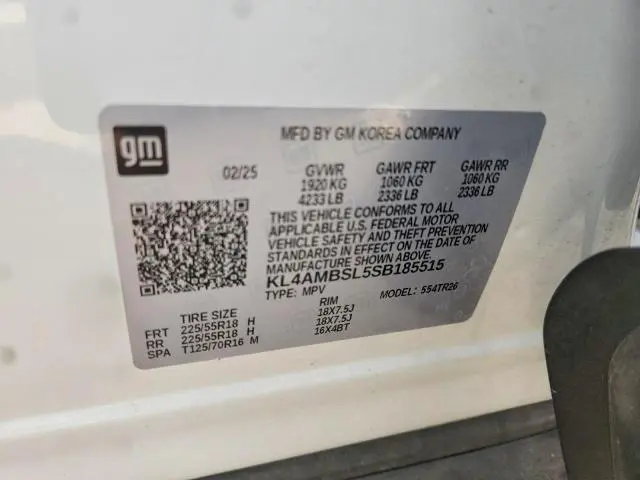 gm
MFD BY GM KOREA COMPANY
02/25 GVWR GAWR FRT GAWR RR
1920 KG 1060 KG 1060 KG
4233 LB 2336 LB 2336 LB
THIS VEHICLE CONFORMS TO ALL
APPLICABLE U.S. FEDERAL MOTOR
VEHICLE SAFETY AND THEFT PREVENTION
STANDARDS IN EFFECT ON THE DATE OF
MANUFACTURE SHOWN ABOVE.
KL4AMBSL5SB185515
TYPE: MPV MODEL: 554TR26
TIRE SIZE RIM
FRT 225/55R18 H 18X7.5J
RR 225/55R18 H 18X7.5J
SPA T125/70R16 M 16X4BT